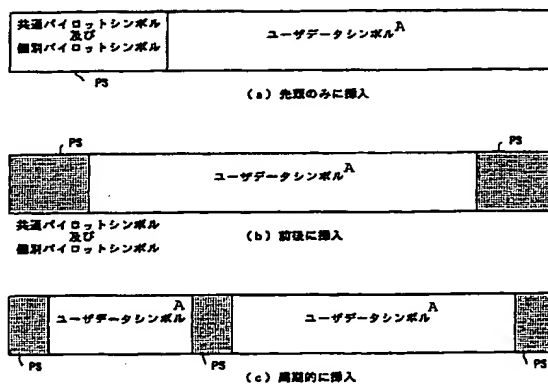 共通パイロットシンボル
及び
個別パイロットシンボル
ユーザデータシンボルA
PS
(a) 先頭のみに挿入
PS
PS
ユーザデータシンボルA
共通パイロットシンボル
及び
個別パイロットシンボル
(b) 前後に挿入
A
ユーザデータシンボル
A
ユーザデータシンボル
PS
PS
PS
(c) 周期的に挿入